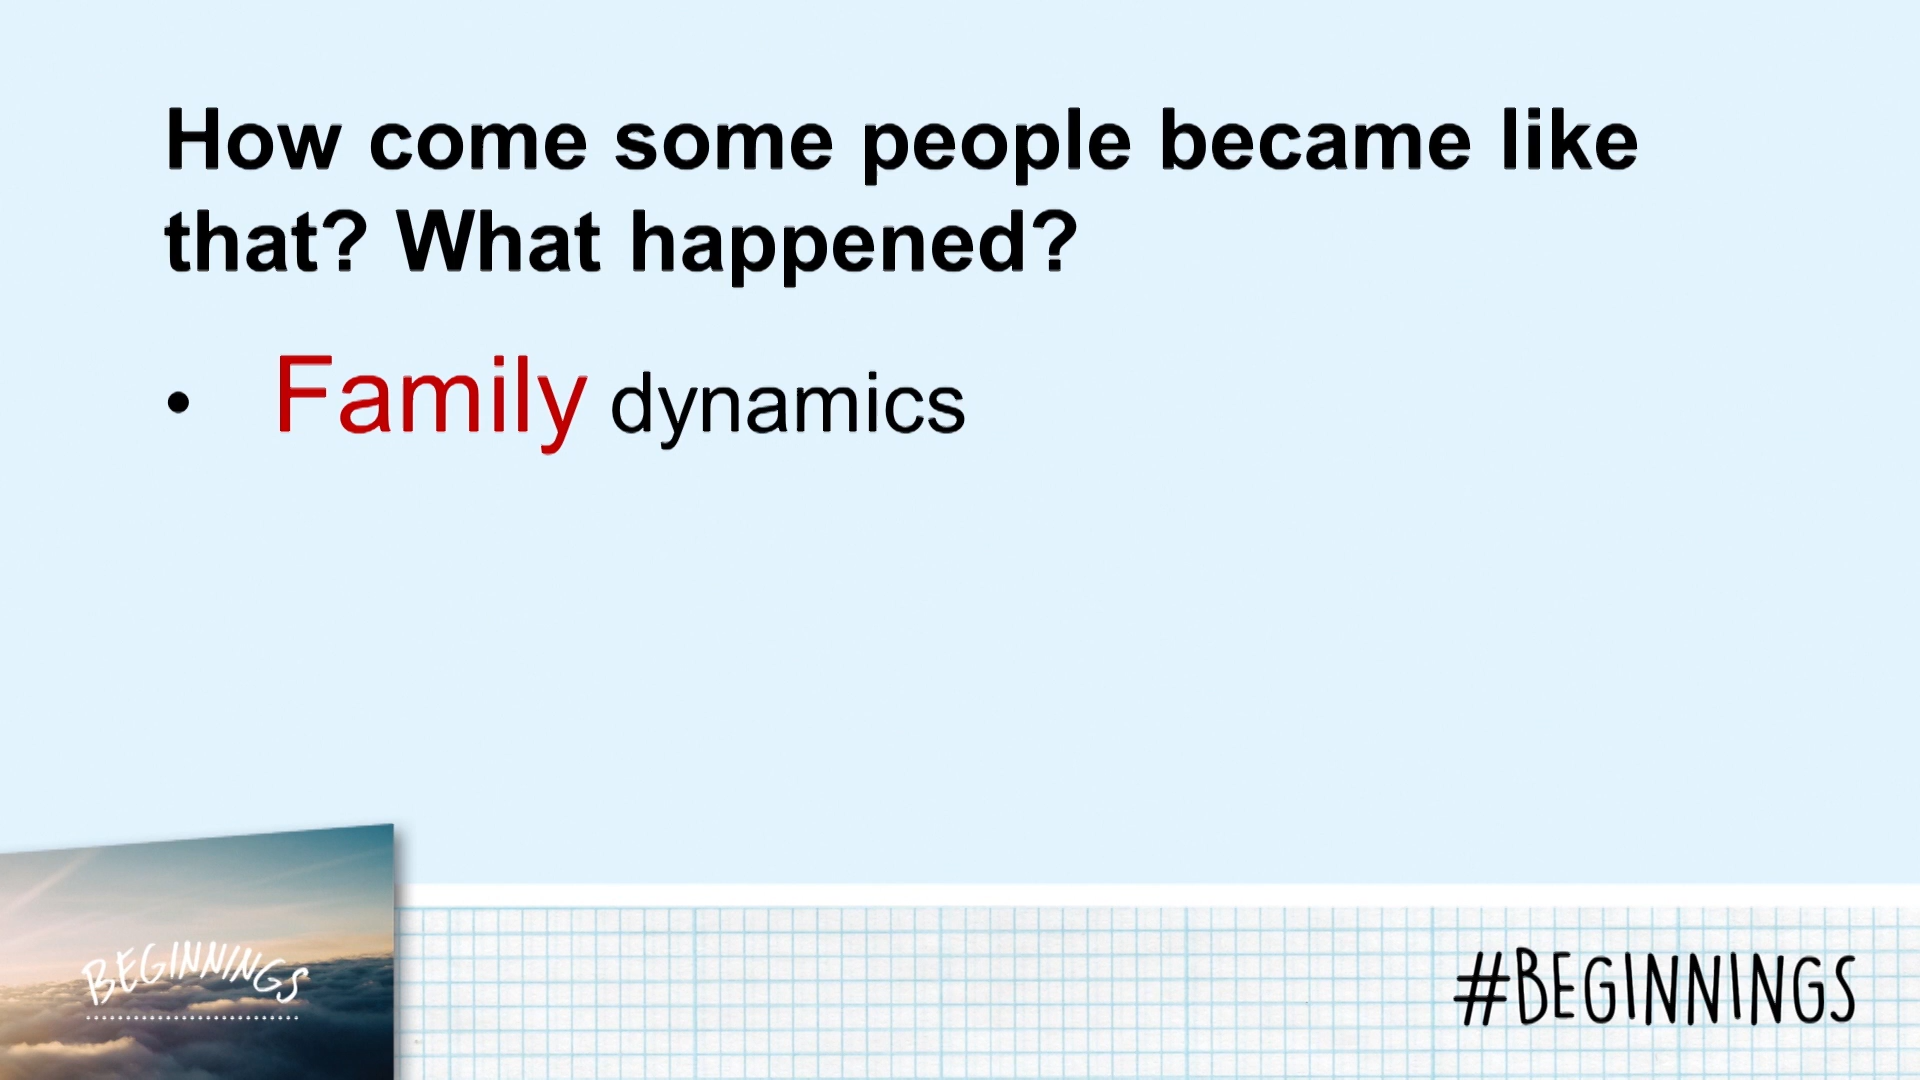 How come some people became like
that? What happened?
• Family dynamics
BEGINNINGS
#BEGINNINGS